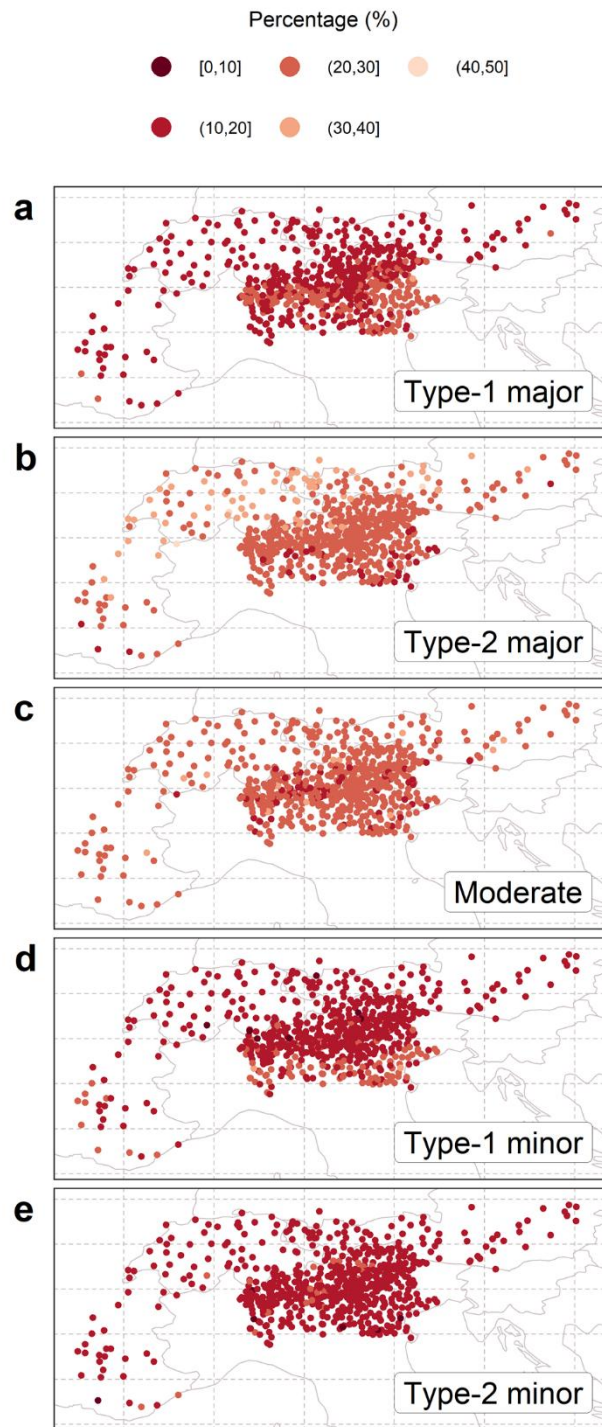 Percentage (%)
[0,10] (20,30] (40,50]
(10,20] (30,40]
a
Type-1 major
b
Type-2 major
c
Moderate
d
Type-1 minor
e
Type-2 minor